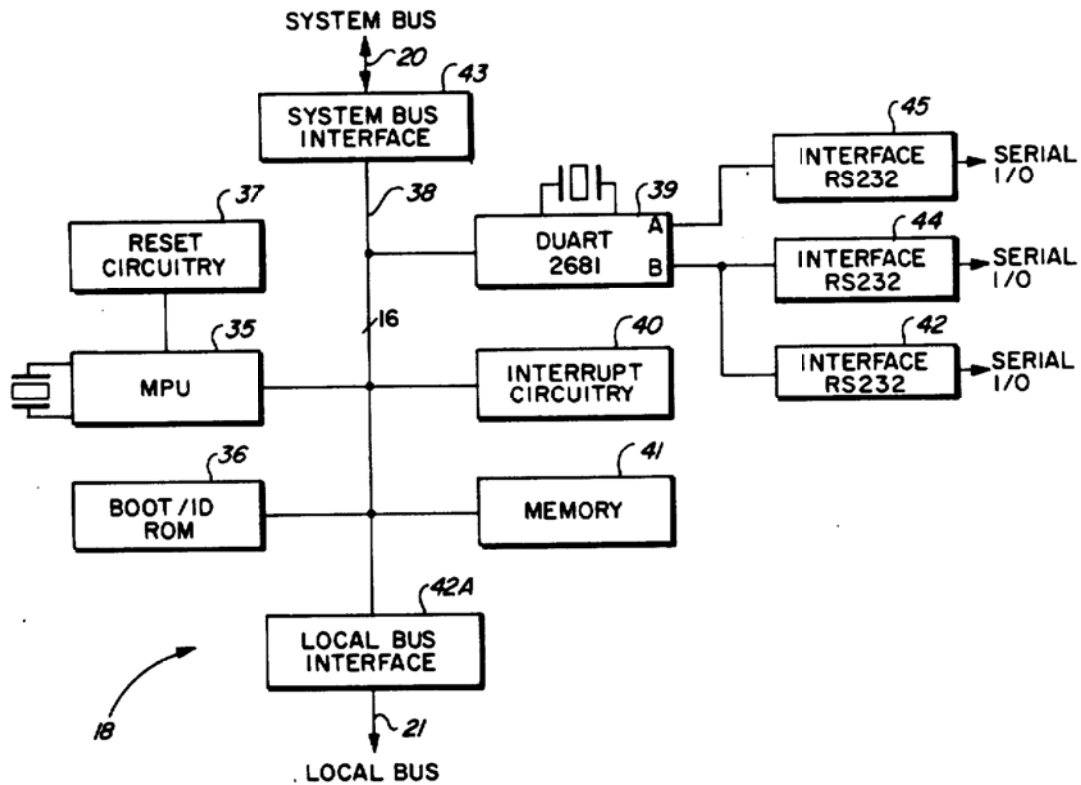 SYSTEM BUS
20
43
SYSTEM BUS
INTERFACE
45
INTERFACE
RS232
SERIAL
I/O
38
39
37
RESET
CIRCUITRY
DUART
2681
A
B
44
INTERFACE
RS232
SERIAL
I/O
16
35
MPU
40
INTERRUPT
CIRCUITRY
42
INTERFACE
RS232
SERIAL
I/O
36
BOOT/ID
ROM
41
MEMORY
42A
LOCAL BUS
INTERFACE
18
21
LOCAL BUS